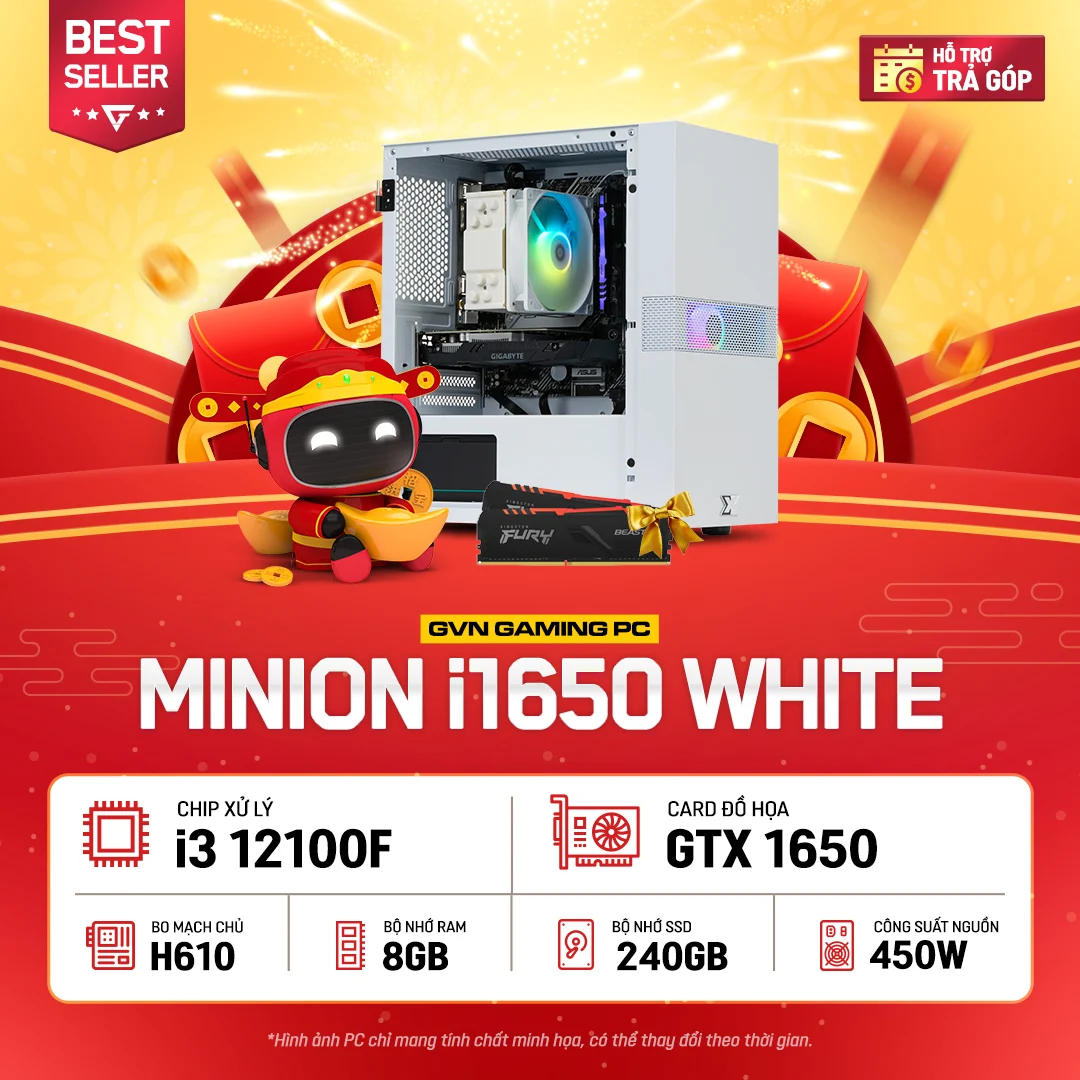 BEST
SELLER
HỖ TRỢ
TRẢ GÓP
GIGABYTE
ASUS
FURY
BEAST
GVN GAMING PC
MINION i1650 WHITE
CHIP XỬ LÝ
i3 12100F
CARD ĐỒ HỌA
GTX 1650
BO MẠCH CHỦ
H610
BỘ NHỚ RAM
8GB
BỘ NHỚ SSD
240GB
CÔNG SUẤT NGUỒN
450W
*Hình ảnh PC chỉ mang tính chất minh họa, có thể thay đổi theo thời gian.